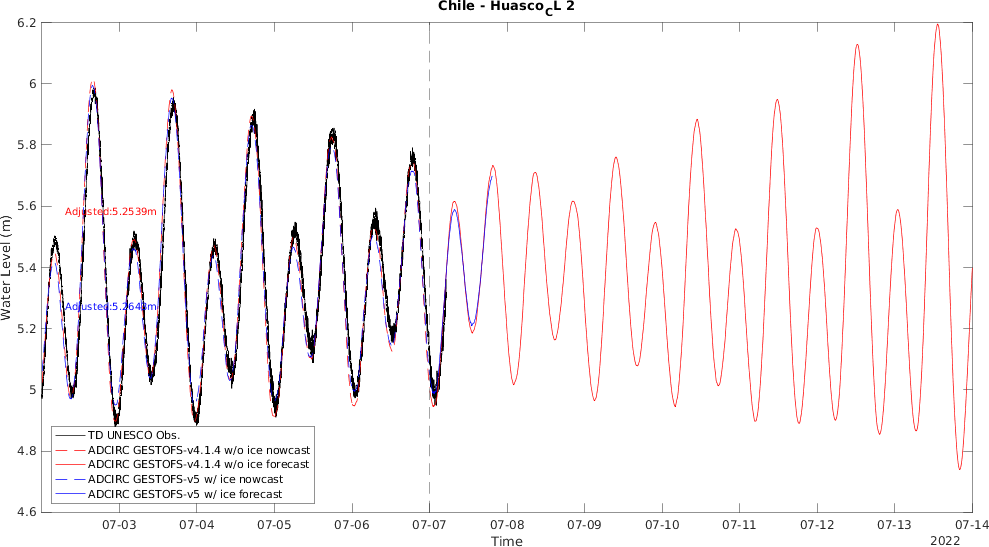 Chile - Huasco_CL 2
Water Level (m)
6.2
6
5.8
5.6
5.4
5.2
5
4.8
4.6
Adjusted:5.2539m
Adjusted:5.2643m
TD UNESCO Obs.
ADCIRC GESTOFS-v4.1.4 w/o ice nowcast
ADCIRC GESTOFS-v4.1.4 w/o ice forecast
ADCIRC GESTOFS-v5 w/ ice nowcast
ADCIRC GESTOFS-v5 w/ ice forecast
07-03 07-04 07-05 07-06 07-07 07-08 07-09 07-10 07-11 07-12 07-13 07-14
Time
2022